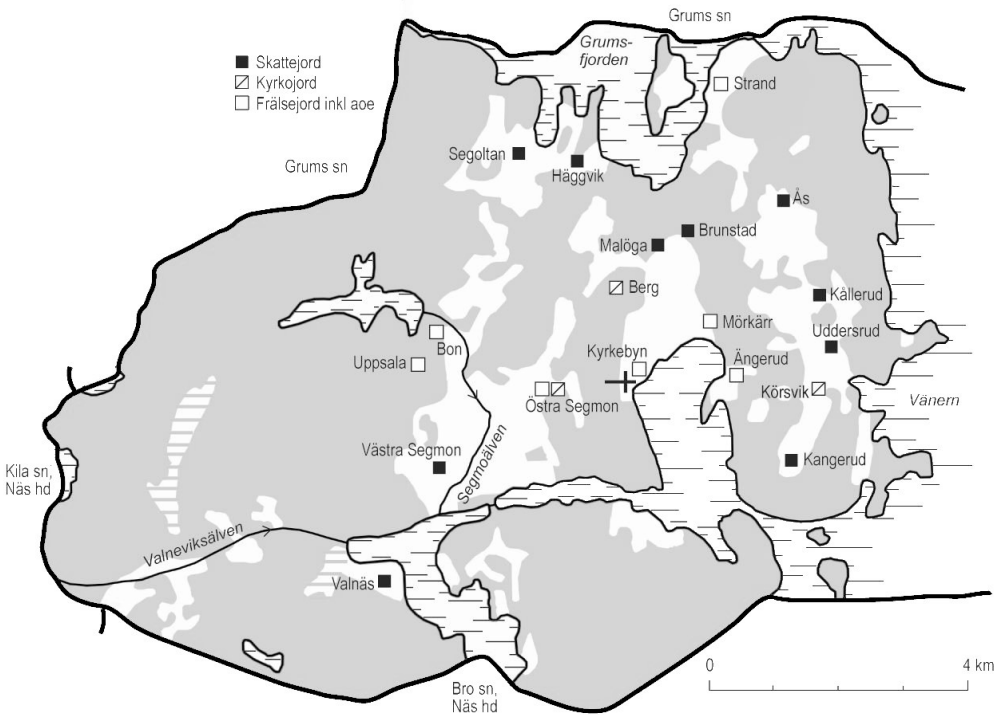 Grums sn
Grums-
fjorden
Skattejord
Kyrkojord
Frälsejord inkl aoe
Strand
Segoltan
Häggvik
Grums sn
Ås
Brunstad
Malöga
Berg
Kållerud
Mörkärr
Uddersrud
Bon
Uppsala
Kyrkebyn
Ängerud
Körsvik
Östra Segmon
Vänern
Västra Segmon
Segmoälven
Kangerud
Kila sn,
Näs hd
Valneviksälven
Valnäs
0
4 km
Bro sn,
Näs hd